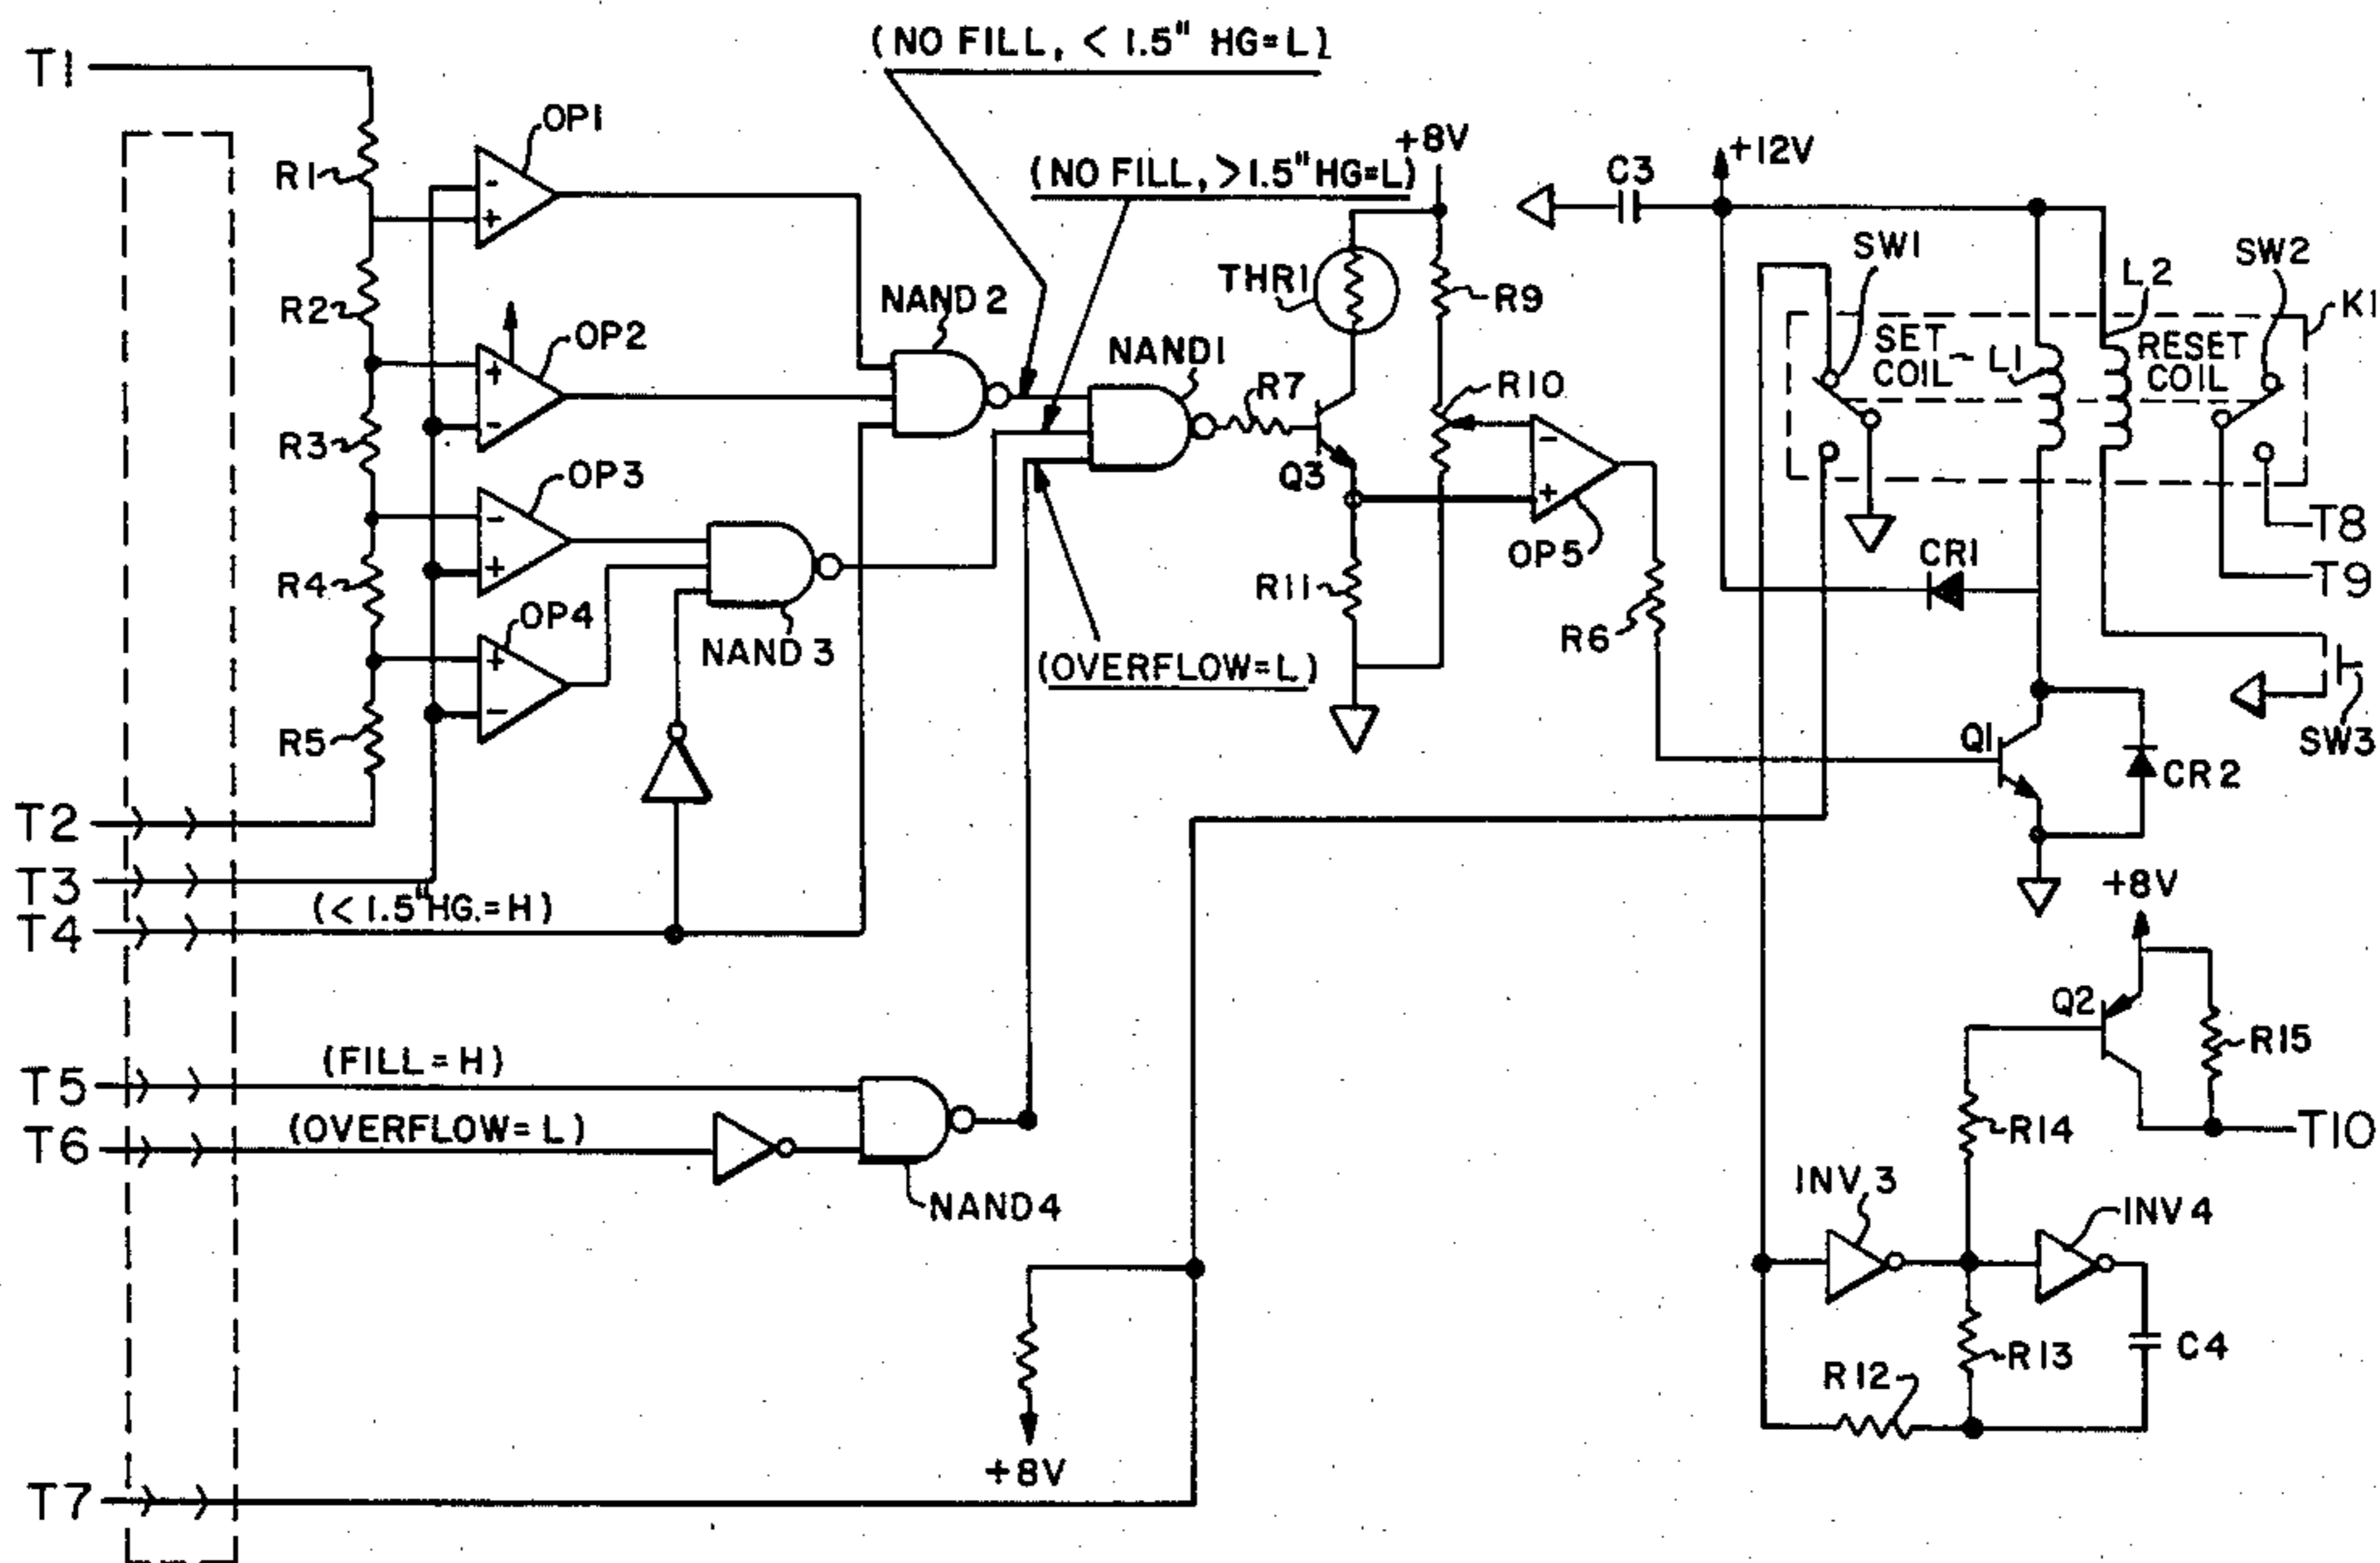 (NO FILL, < 1.5" HG=L)
T1
OP1
+8V
+12V
(NO FILL, >1.5"HG=L)
C3
R1
-
+
SW1
SW2
THR1
L2
R2
NAND 2
R9
K1
OP2
SET
COIL
L1
RESET
COIL
NAND1
+
-
R7
R10
R3
OP3
-
+
Q3
-
+
T8
OP5
CR1
T9
R4
R11
OP4
R6
NAND 3
+
-
(OVERFLOW=L)
R5
Q1
SW3
CR2
T2
T3
(< 1.5"HG.=H)
+8V
T4
Q2
R15
(FILL=H)
T5
(OVERFLOW=L)
T6
R14
T10
NAND4
INV 3
INV 4
R13
C4
R12
+8V
T7